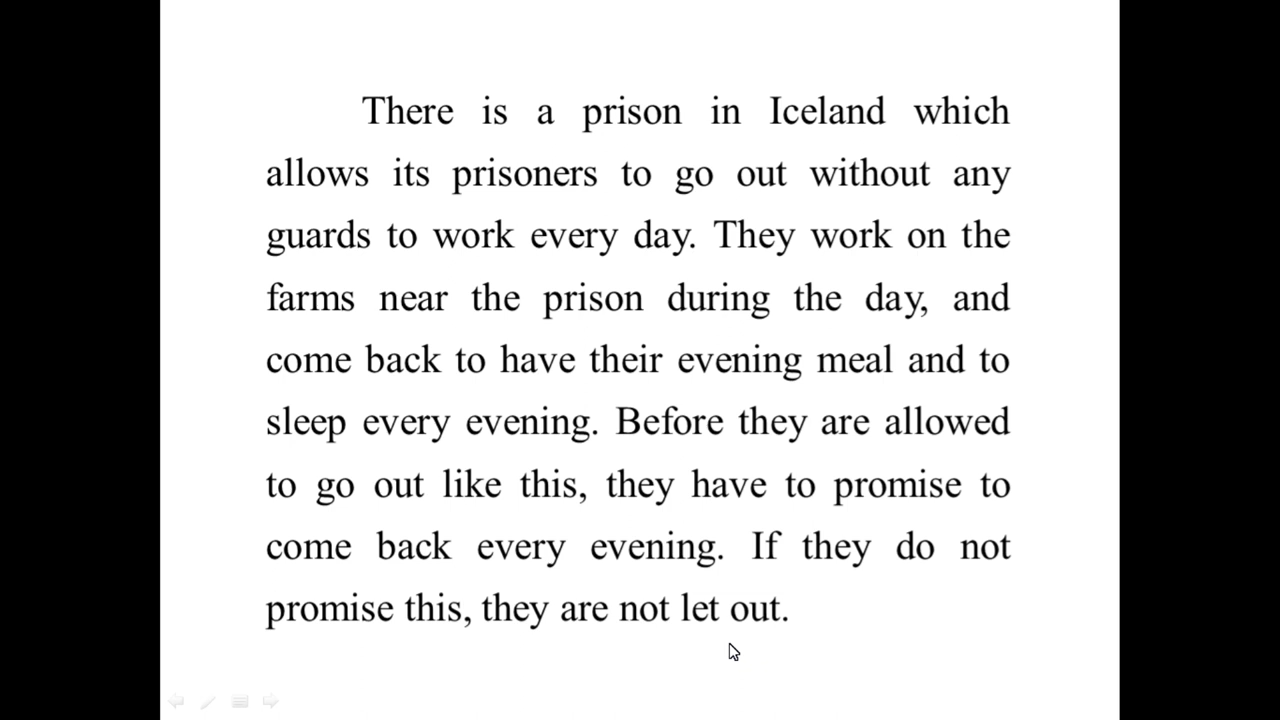 There is a prison in Iceland which
allows its prisoners to go out without any
guards to work every day. They work on the
farms near the prison during the day, and
come back to have their evening meal and to
sleep every evening. Before they are allowed
to go out like this, they have to promise to
come back every evening. If they do not
promise this, they are not let out.